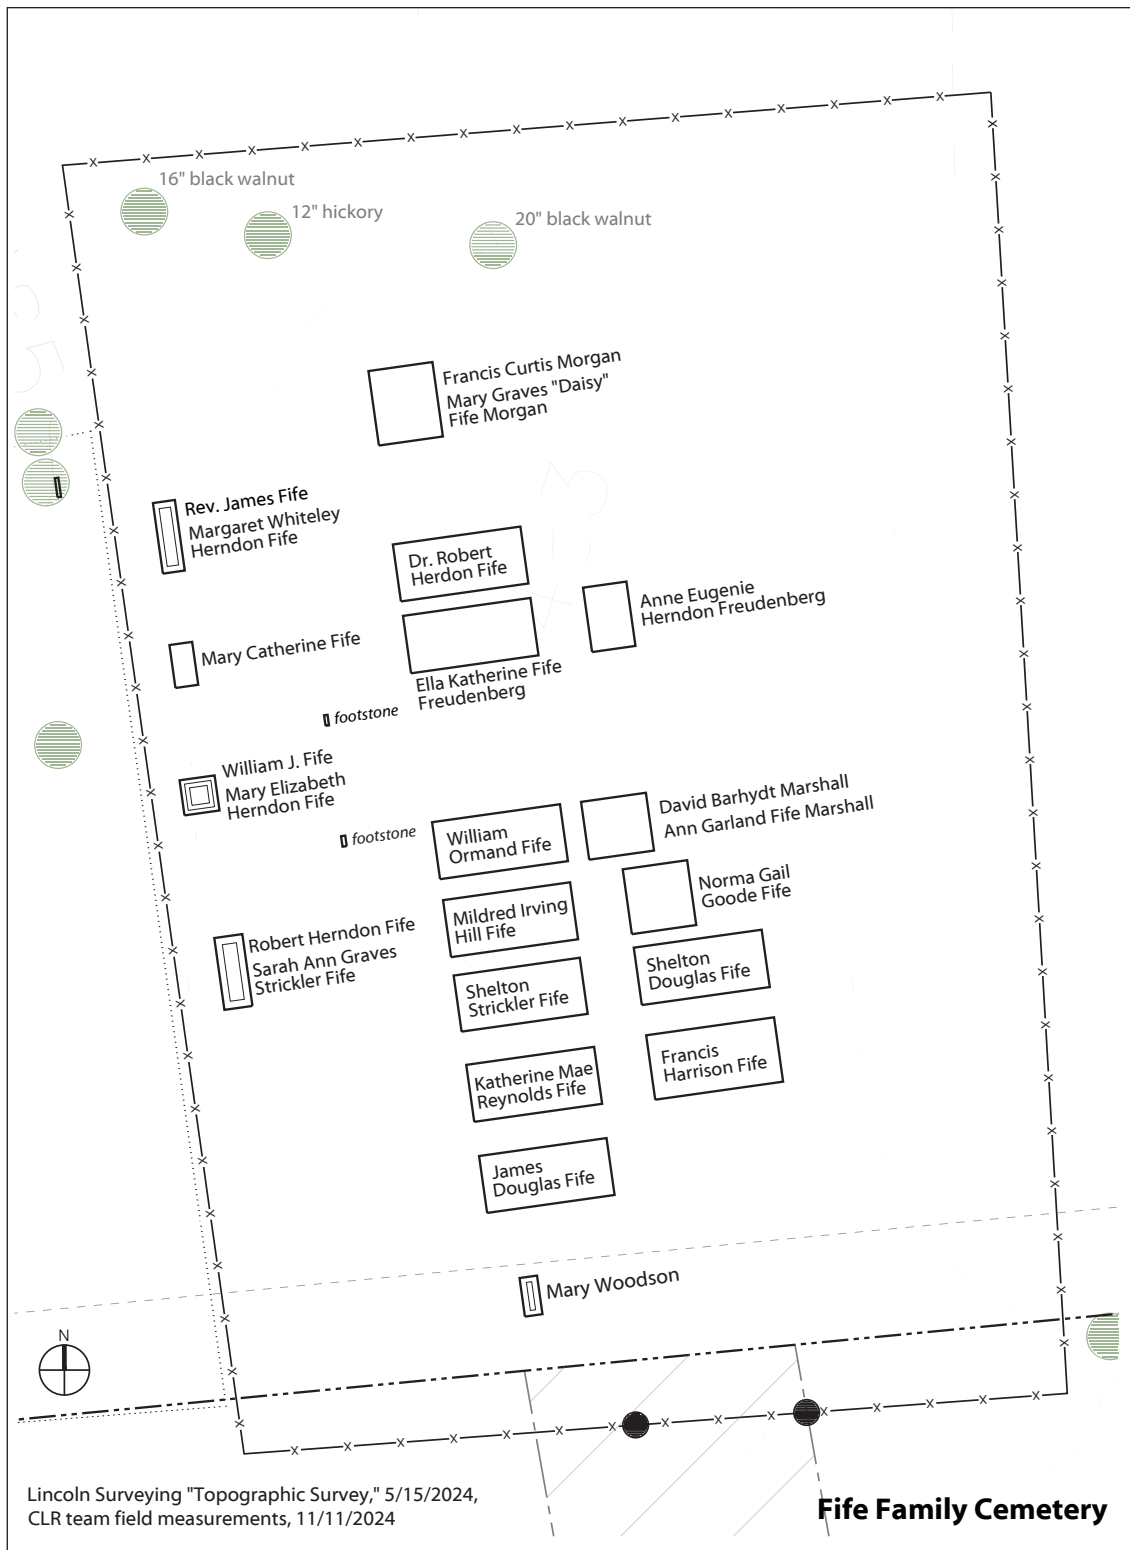 16" black walnut
12" hickory
20" black walnut
Francis Curtis Morgan
Mary Graves "Daisy"
Fife Morgan
Rev. James Fife
Margaret Whiteley
Herndon Fife
Dr. Robert
Herdon Fife
Anne Eugenie
Herndon Freudenberg
Mary Catherine Fife
Ella Katherine Fife
Freudenberg
footstone
William J. Fife
Mary Elizabeth
Herndon Fife
David Barhydt Marshall
Ann Garland Fife Marshall
footstone
William
Ormand Fife
Norma Gail
Goode Fife
Mildred Irving
Hill Fife
Robert Herndon Fife
Sarah Ann Graves
Strickler Fife
Shelton
Douglas Fife
Shelton
Strickler Fife
Francis
Harrison Fife
Katherine Mae
Reynolds Fife
James
Douglas Fife
Mary Woodson
N
Lincoln Surveying "Topographic Survey," 5/15/2024,
CLR team field measurements, 11/11/2024
Fife Family Cemetery